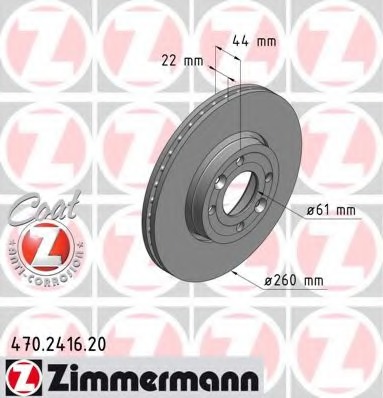 44 mm
22 mm
ø61 mm
ø260 mm
Coat
Z
ANTI-CORROSION
470.2416.20
Z Zimmermann